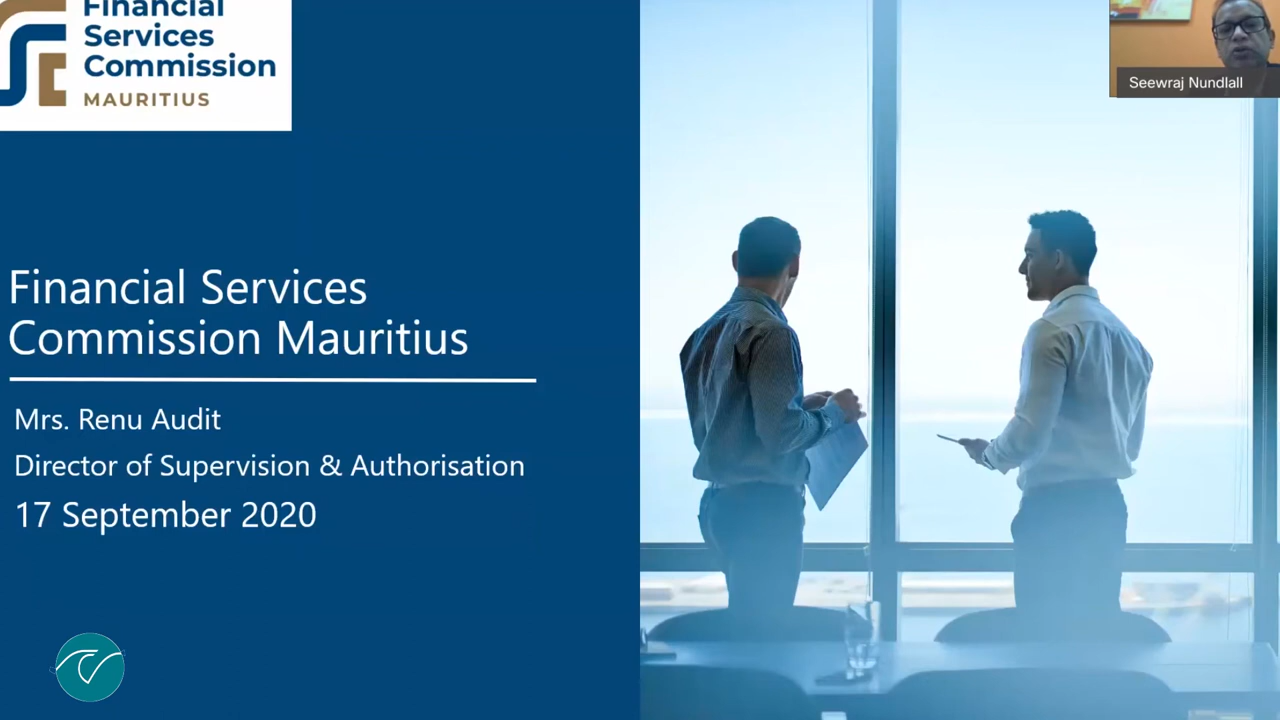 Financial
Services
Commission
MAURITIUS
Seewraj Nundlall
Financial Services
Commission Mauritius
Mrs. Renu Audit
Director of Supervision & Authorisation
17 September 2020